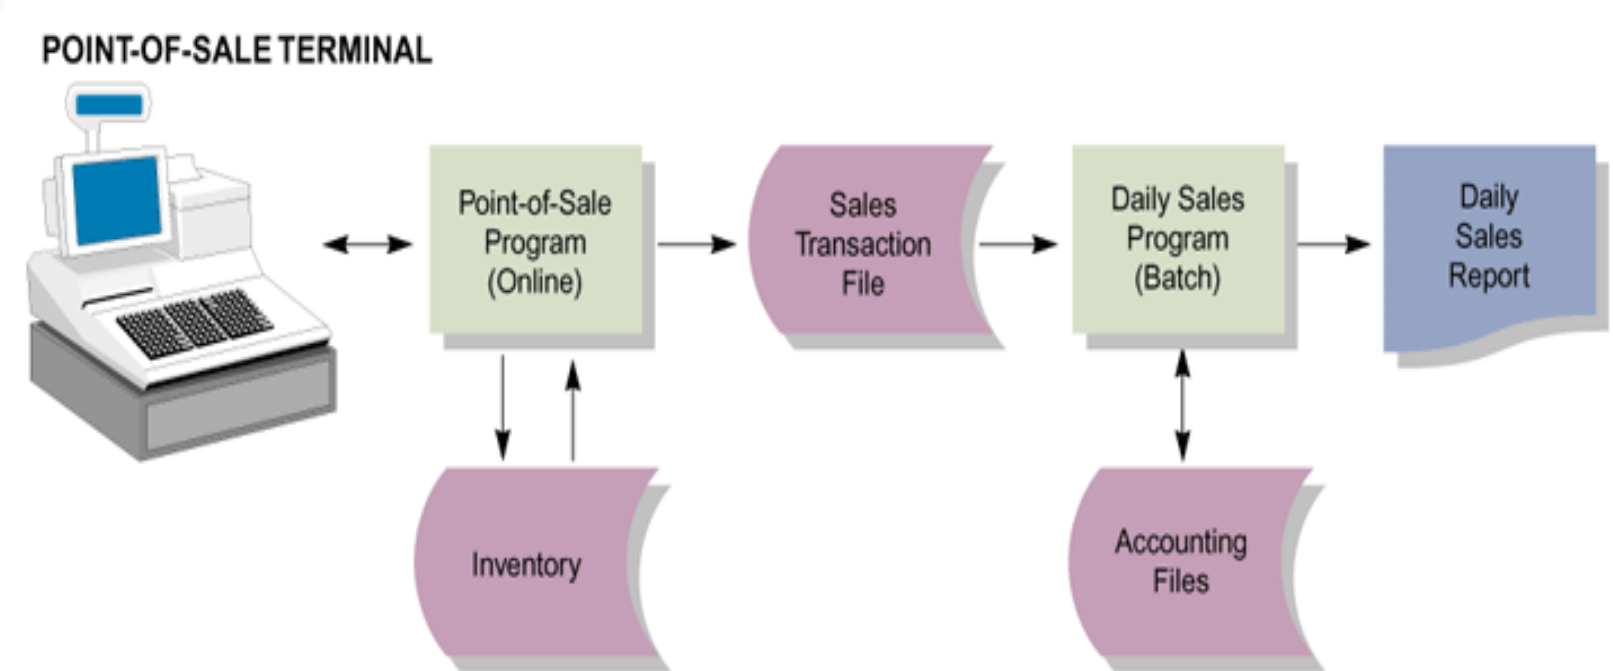 POINT-OF-SALE TERMINAL
Point-of-Sale
Program
(Online)
Sales
Transaction
File
Daily Sales
Program
(Batch)
Daily
Sales
Report
Inventory
Accounting
Files